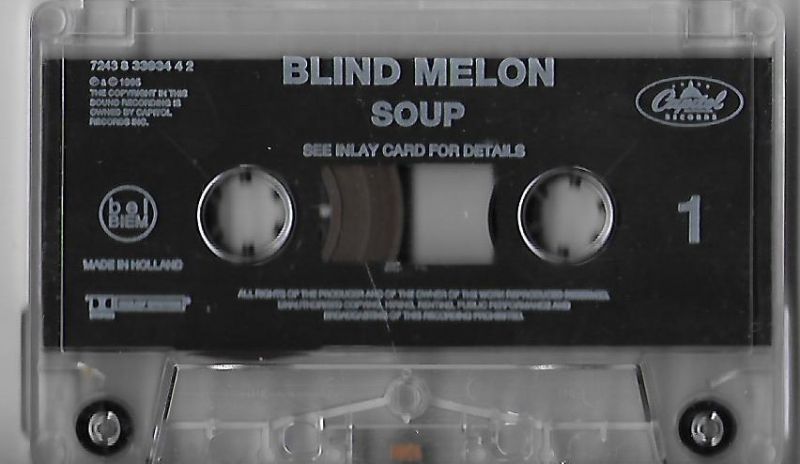 7243 8 33934 4 2
BLIND MELON
℗ & © 1995
THE COPYRIGHT IN THIS
SOUND RECORDING IS
OWNED BY CAPITOL
RECORDS INC.
SOUP
Capitol
RECORDS
SEE INLAY CARD FOR DETAILS
bel
BIEM
1
MADE IN HOLLAND
ALL RIGHTS OF THE PRODUCER AND OF THE OWNER OF THE WORK REPRODUCED RESERVED.
UNAUTHORISED COPYING, HIRING, RENTAL, PUBLIC PERFORMANCE AND
BROADCASTING OF THIS RECORDING PROHIBITED.